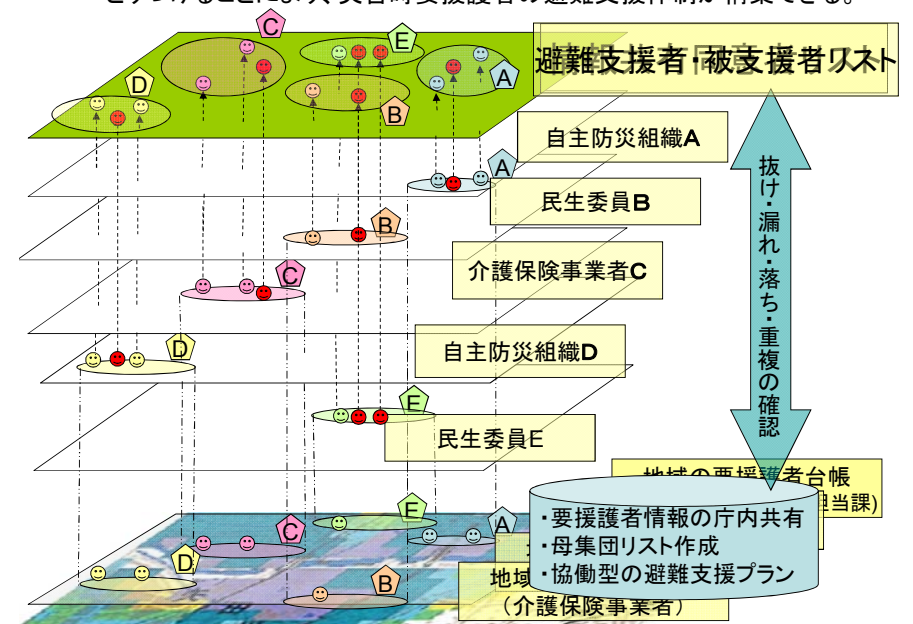 避難支援者・被支援者リスト
C
E
D
A
B
自主防災組織A
A
民生委員B
B
介護保険事業者C
C
自主防災組織D
D
民生委員E
E
抜け・漏れ・落ち・重複の確認
地域の要援護者台帳
担当課)
・要援護者情報の庁内共有
・母集団リスト作成
・協働型の避難支援プラン
地域
(介護保険事業者)
E
A
C
D
B